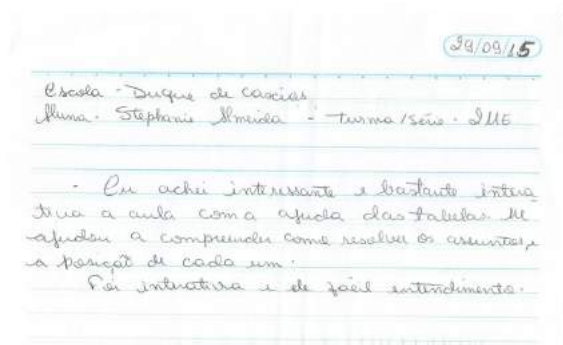 29/09/15
Escola - Duque de caxias
Aluna - Stephanie Almeida - turma/série - 2ME
- Eu achei interessante e bastante intera
tiva a aula com a ajuda das tabelas me
ajudou a compreender como resolver os assuntos, e
a posição de cada um.
Foi interativa e de fácil entendimento.